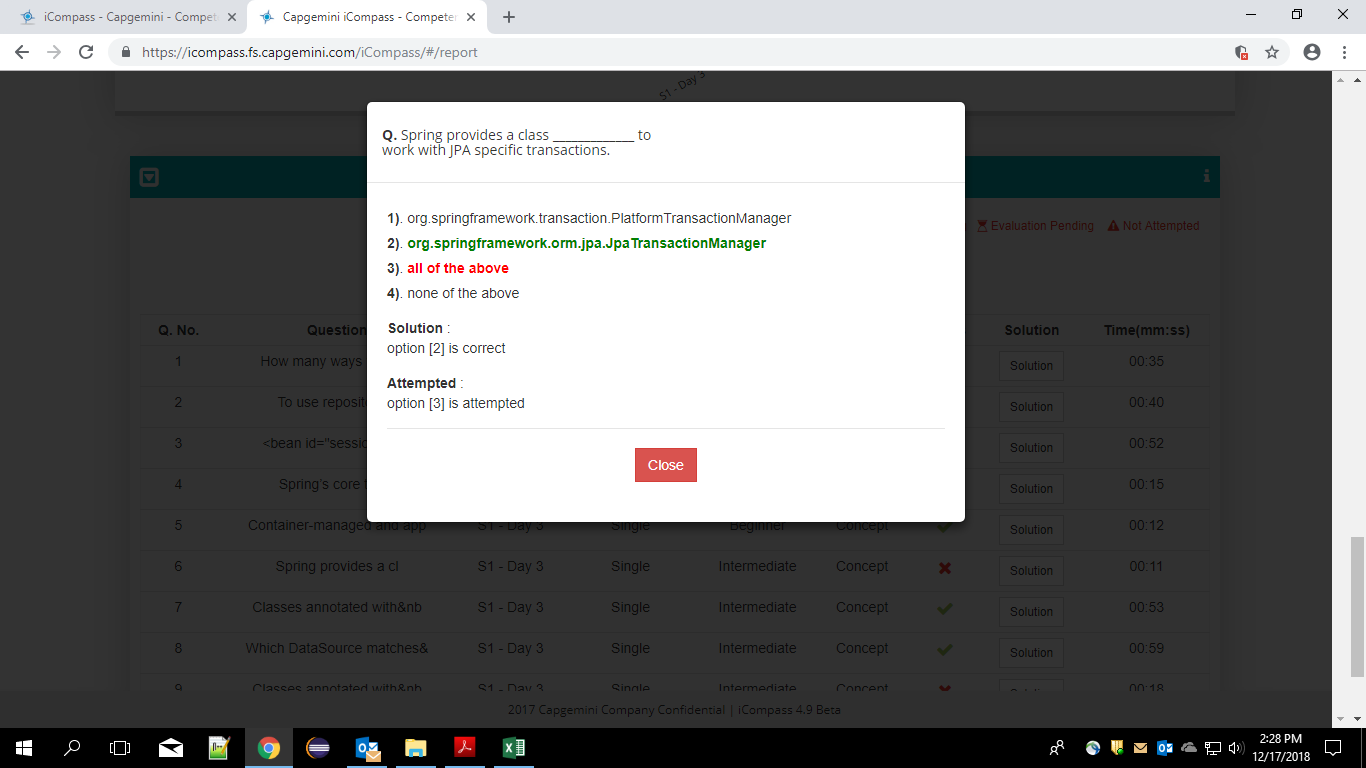 iCompass - Capgemini - Compet
Capgemini iCompass - Competen
https://icompass.fs.capgemini.com/iCompass/#/report
S1 - Day 3
Q. Spring provides a class ____________ to
work with JPA specific transactions.
Evaluation Pending Not Attempted
1). org.springframework.transaction.PlatformTransactionManager
2). org.springframework.orm.jpa.JpaTransactionManager
3). all of the above
4). none of the above
Solution :
option [2] is correct
Attempted :
option [3] is attempted
Close
Q. No. Question Solution Time(mm:ss)
1 How many ways Solution 00:35
2 To use reposit Solution 00:40
3 <bean id="sessio Solution 00:52
4 Spring's core Solution 00:15
5 Container-managed and app S1 - Day 3 Single Beginner Concept Solution 00:12
6 Spring provides a cl S1 - Day 3 Single Intermediate Concept Solution 00:11
7 Classes annotated with&nb S1 - Day 3 Single Intermediate Concept Solution 00:53
8 Which DataSource matches& S1 - Day 3 Single Intermediate Concept Solution 00:59
9 Classes annotated with&nb S1 - Day 3 Single Intermediate Concept 00:18
2017 Capgemini Company Confidential | iCompass 4.9 Beta
2:28 PM
12/17/2018